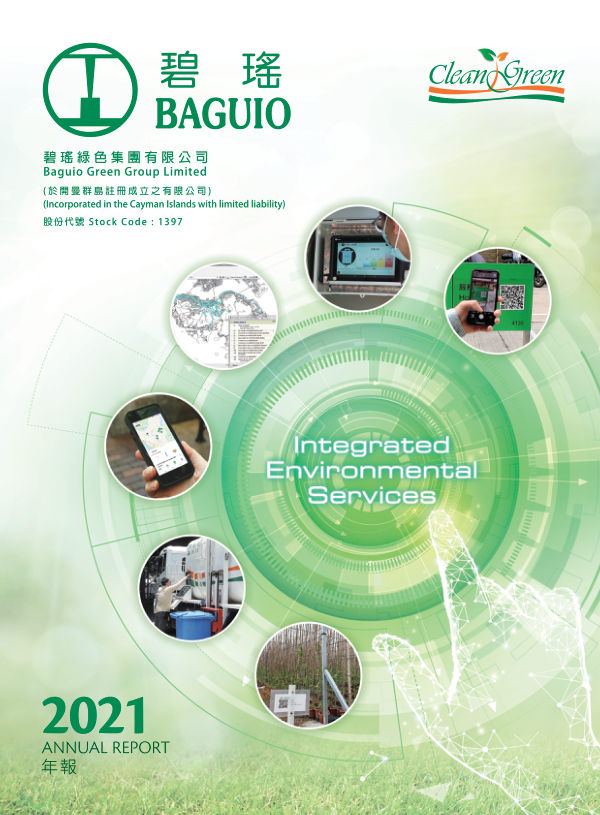 碧瑤
BAGUIO
Clean Green
碧瑤綠色集團有限公司
Baguio Green Group Limited
(於開曼群島註冊成立之有限公司)
(Incorporated in the Cayman Islands with limited liability)
股份代號 Stock Code : 1397
Integrated
Environmental
Services
2021
ANNUAL REPORT
年報